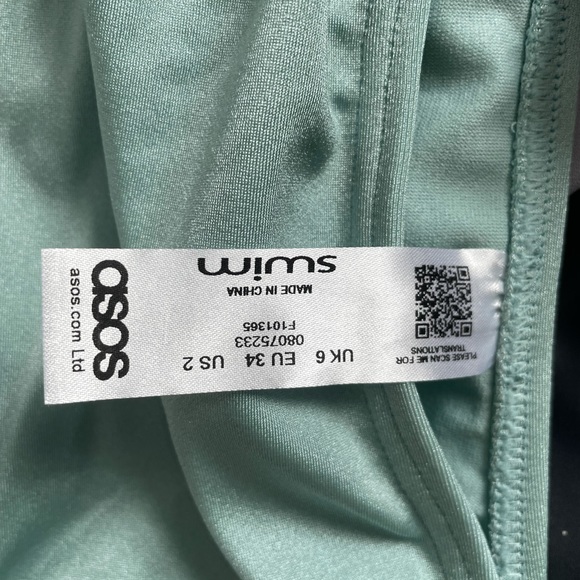 asos
asos.com Ltd
swim
MADE IN CHINA
F101365
08075233
UK 6 EU 34 US 2
PLEASE SCAN ME FOR
TRANSLATIONS